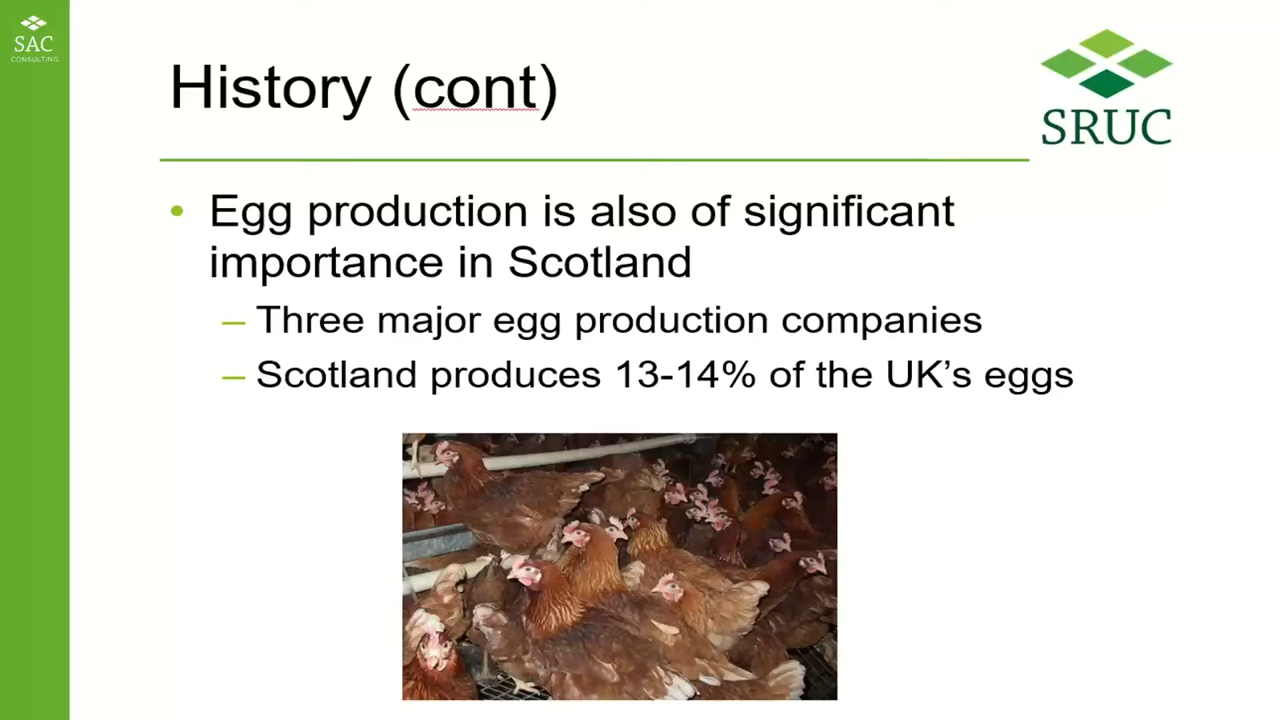 SAC
CONSULTING
History (cont)
SRUC
• Egg production is also of significant
importance in Scotland
– Three major egg production companies
– Scotland produces 13-14% of the UK’s eggs